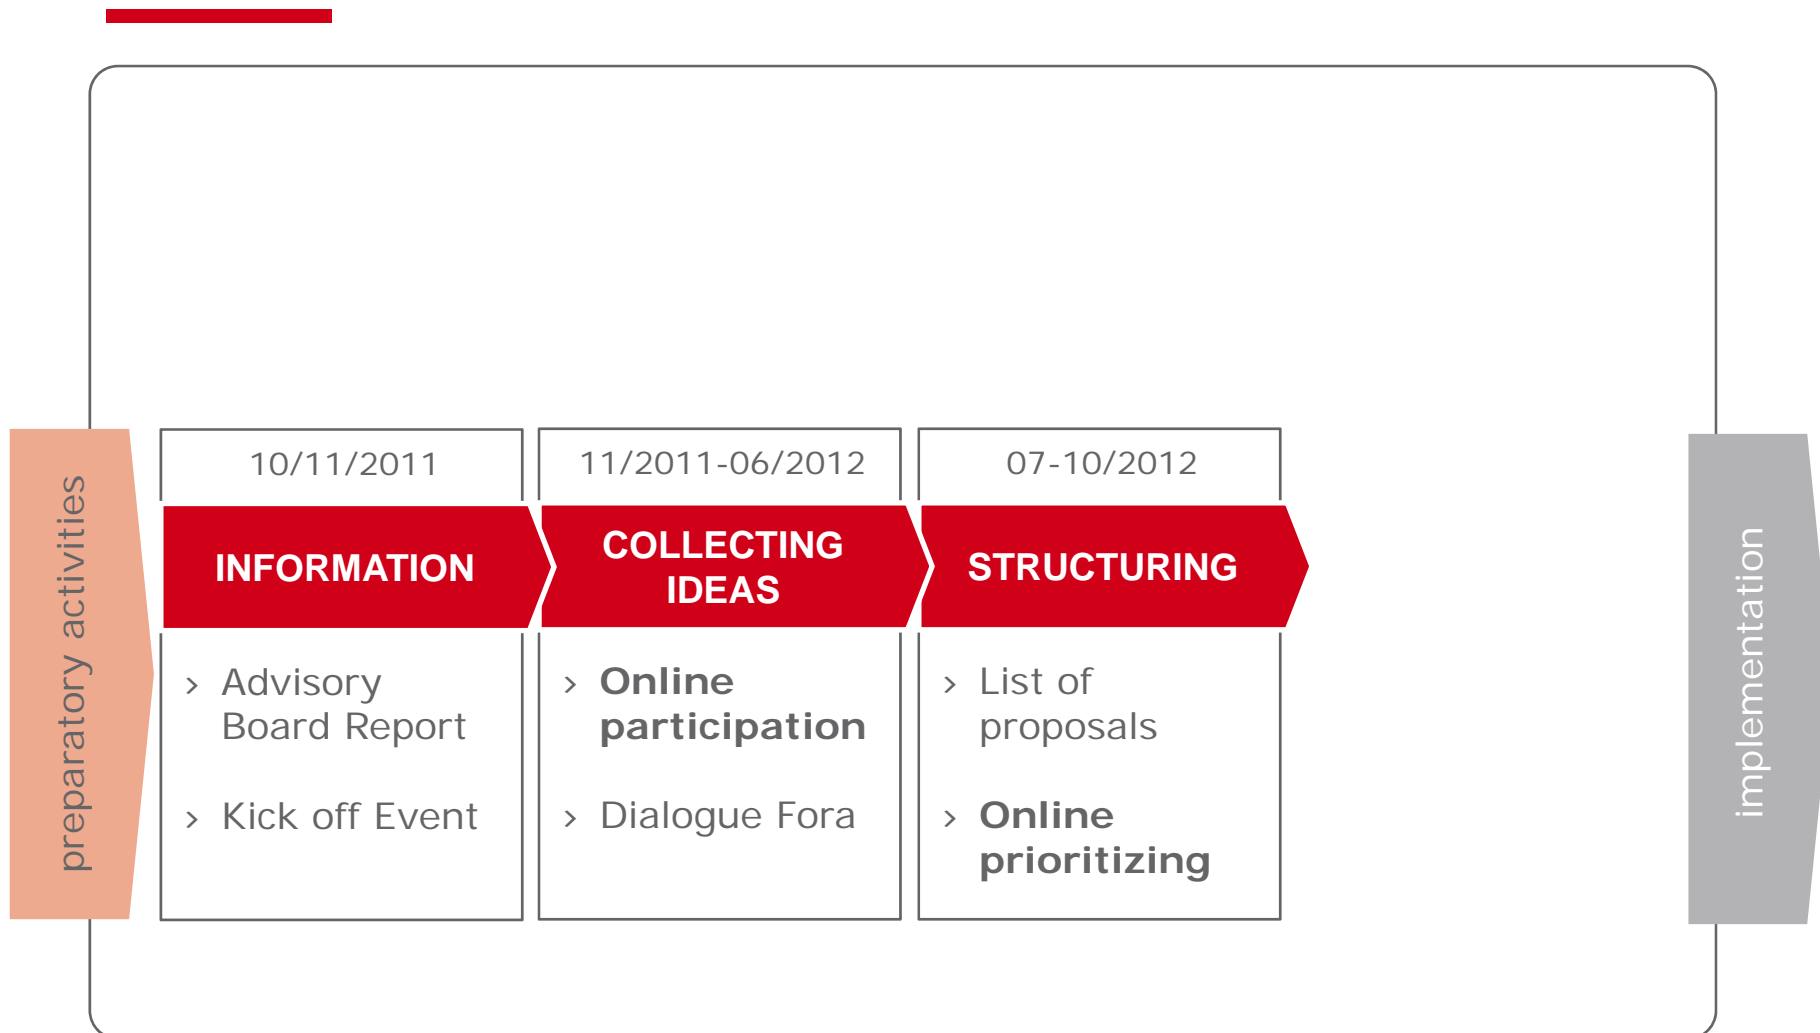 preparatory activities
10/11/2011
INFORMATION
› Advisory
Board Report
› Kick off Event
11/2011-06/2012
COLLECTING
IDEAS
› Online
participation
› Dialogue Fora
07-10/2012
STRUCTURING
› List of
proposals
› Online
prioritizing
implementation